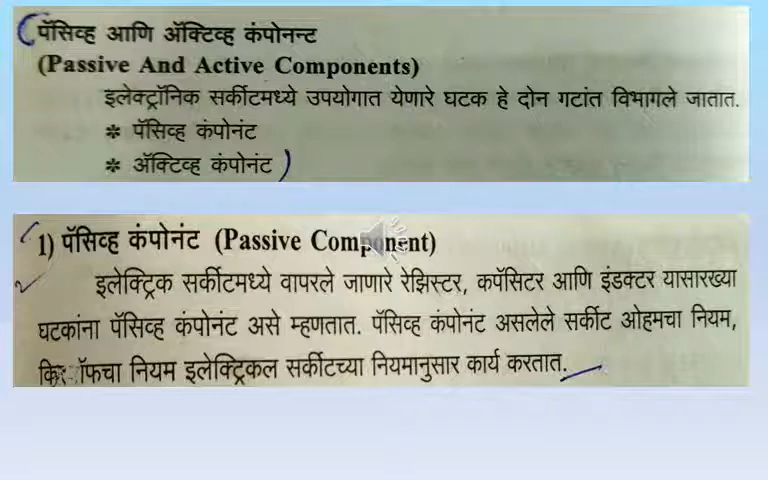 पॅसिव्ह आणि ॲक्टिव्ह कंपोनन्ट
(Passive And Active Components)
इलेक्ट्रॉनिक सर्कीटमध्ये उपयोगात येणारे घटक हे दोन गटांत विभागले जातात.
* पॅसिव्ह कंपोनंट
* ॲक्टिव्ह कंपोनंट
1) पॅसिव्ह कंपोनंट (Passive Component)
इलेक्ट्रिक सर्कीटमध्ये वापरले जाणारे रेझिस्टर, कपॅसिटर आणि इंडक्टर यासारख्या
घटकांना पॅसिव्ह कंपोनंट असे म्हणतात. पॅसिव्ह कंपोनंट असलेले सर्कीट ओहमचा नियम,
नियम इलेक्ट्रिकल सर्कीटच्या नियमानुसार कार्य करतात.